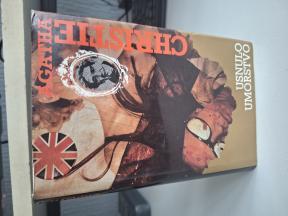 AGATHA
CHRISTIE
USNULO
UMORSTVO